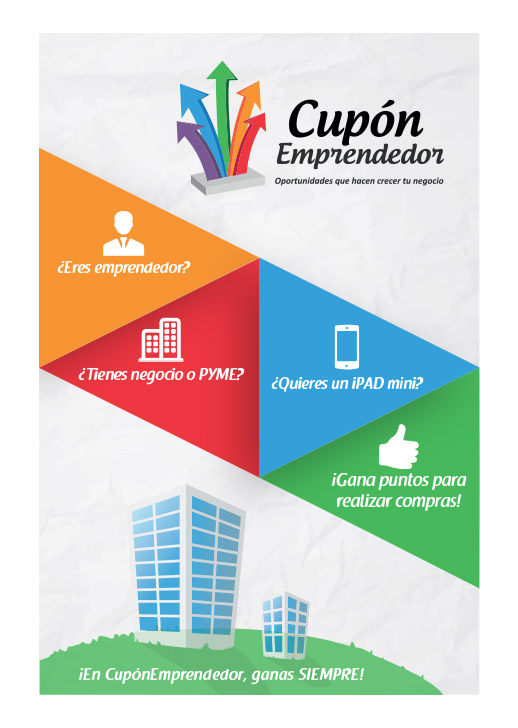 Cupón
Emprendedor
Oportunidades que hacen crecer tu negocio
¿Eres emprendedor?
¿Tienes negocio o PYME?
¿Quieres un iPAD mini?
¡Gana puntos para
realizar compras!
¡En CupónEmprendedor, ganas SIEMPRE!